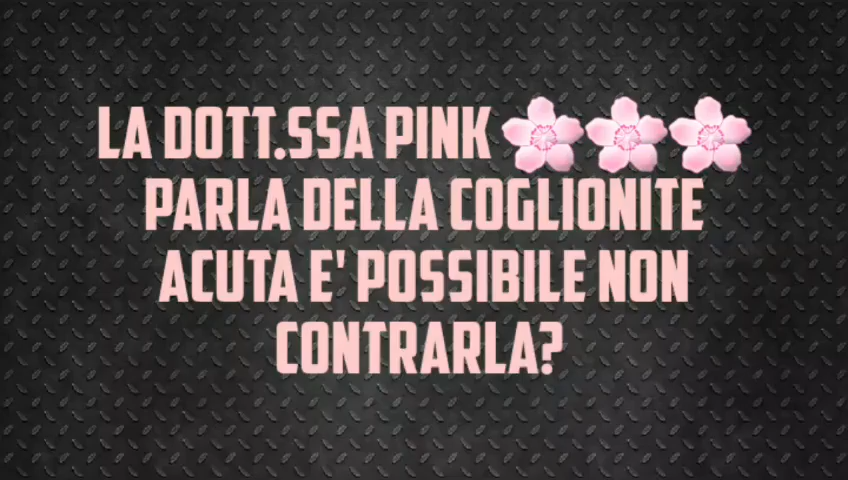 LA DOTT.SSA PINK 🌸🌸🌸
PARLA DELLA COGLIONITE
ACUTA E' POSSIBILE NON
CONTRARLA?